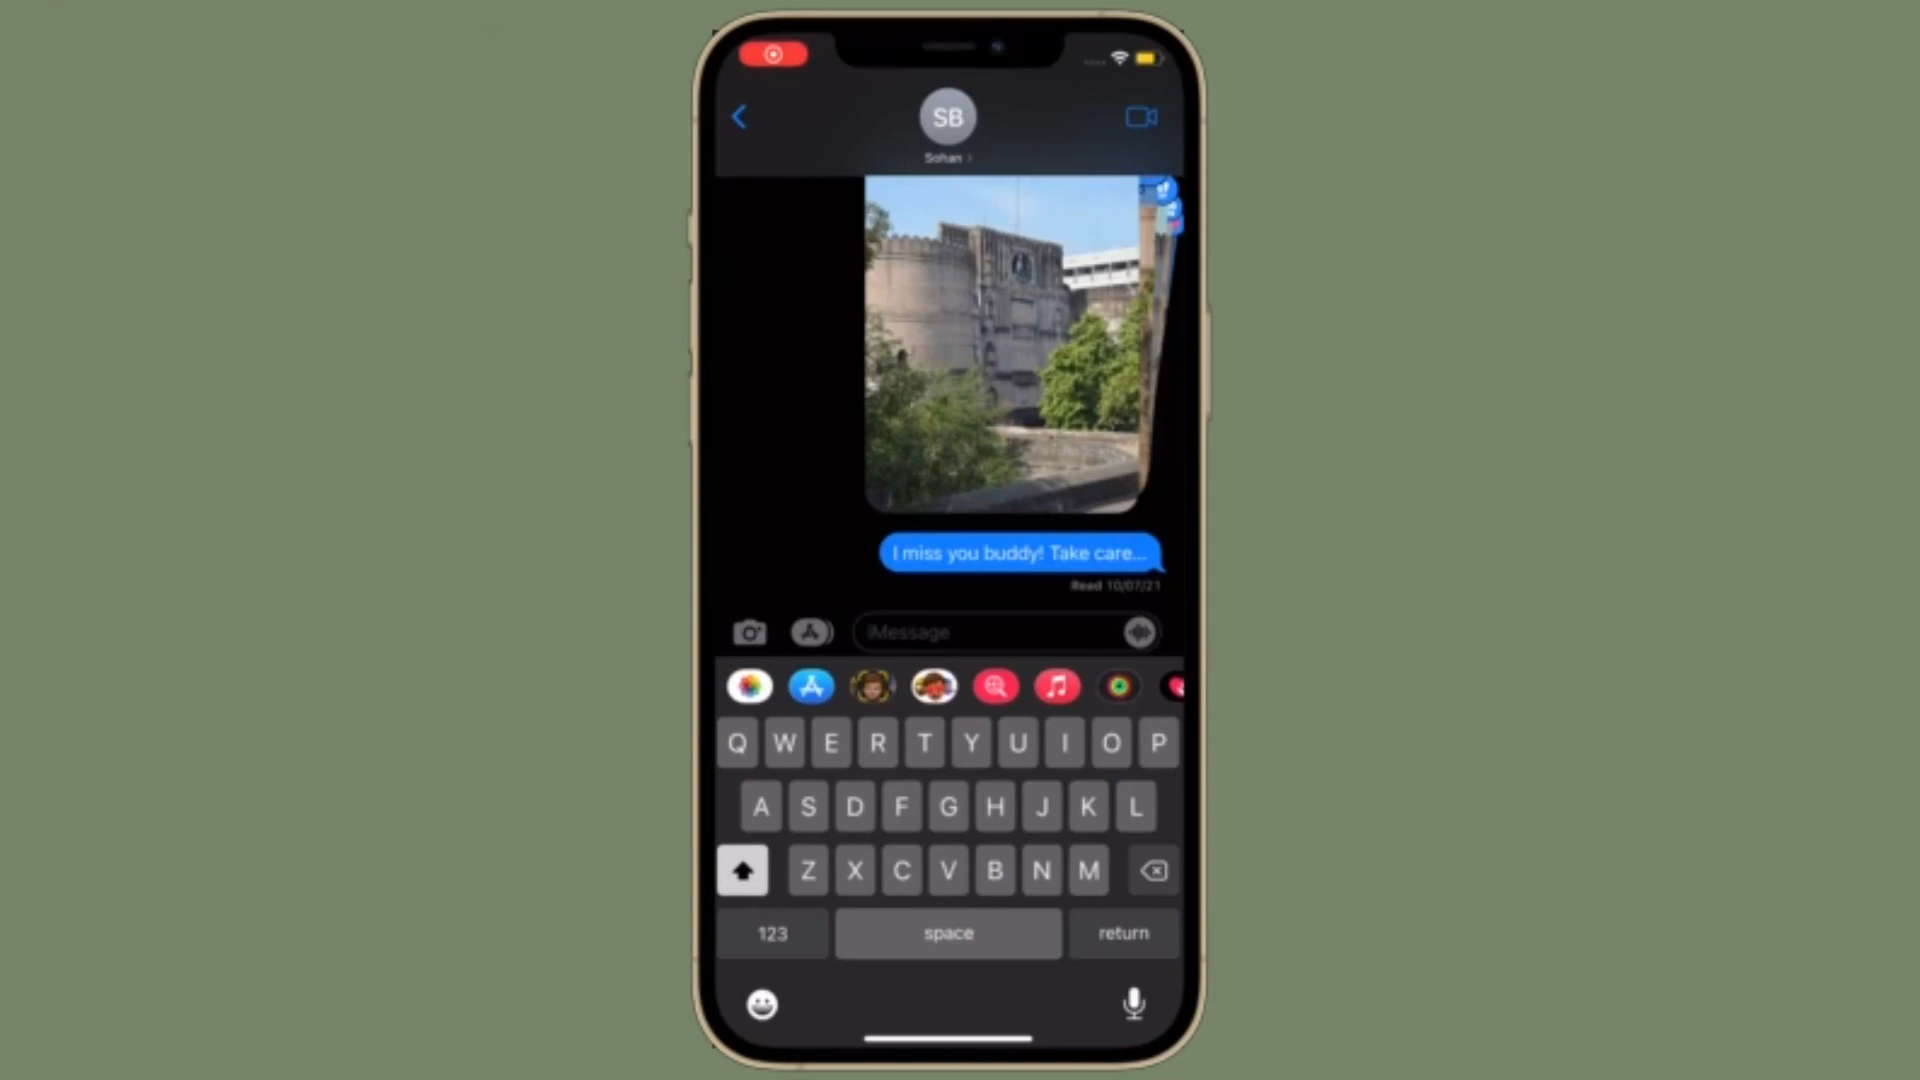 SB
Sohan
I miss you buddy! Take care...
Read 10/07/21
iMessage
Q W E R T Y U I O P
A S D F G H J K L
Z X C V B N M
123 space return